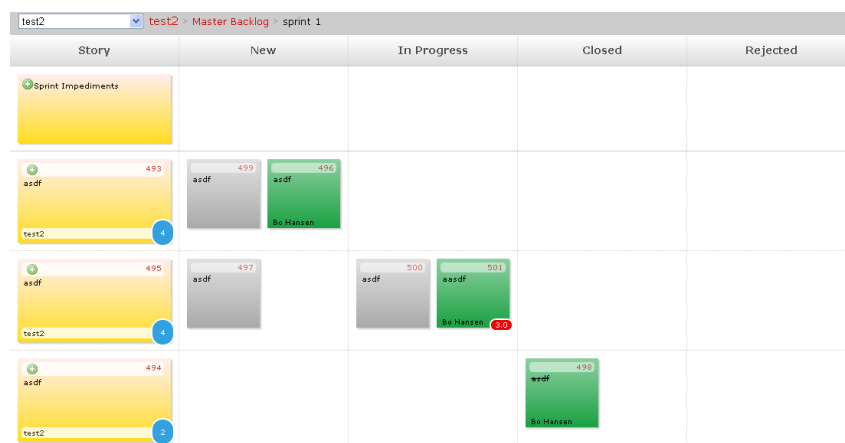 test2 test2 > Master Backlog > sprint 1
Story New In Progress Closed Rejected
Sprint Impediments
493 499 496
asdf asdf asdf
Bo Hansen
test2 4
495 497 500 501
asdf asdf asdf aasdf
Bo Hansen 3.0
test2 4
494 498
asdf asdf
Bo Hansen
test2 2